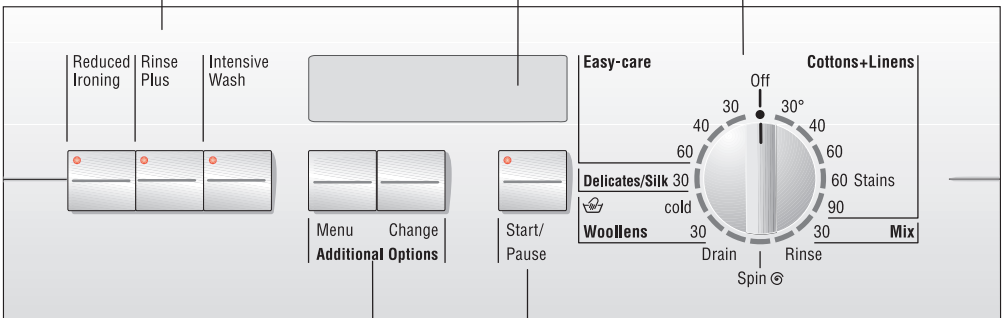 Reduced Ironing
Rinse Plus
Intensive Wash
Menu Change
Additional Options
Start/
Pause
Easy-care
Cottons+Linens
Off
30
40
60
Delicates/Silk 30
cold
Woollens 30
30°
40
60
60 Stains
90
30 Mix
Drain
Spin
Rinse